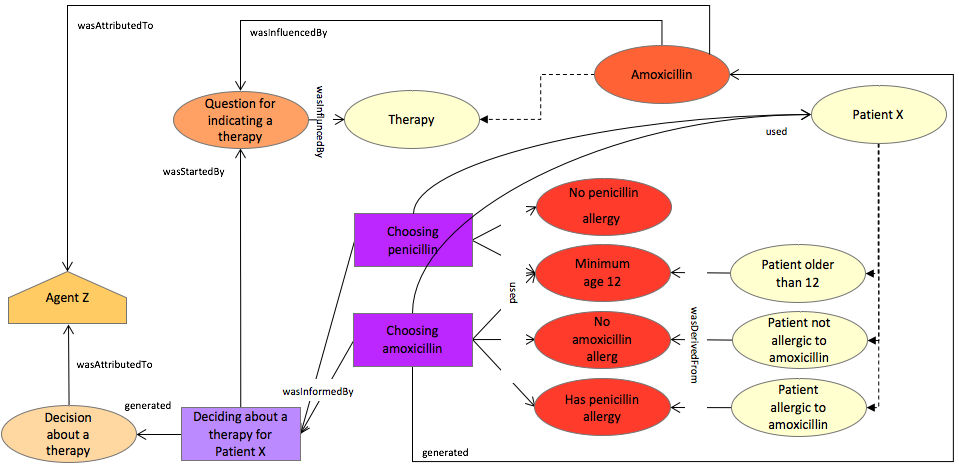 wasAttributedTo
wasInfluencedBy
Amoxicillin
Question for
indicating a
therapy
wasInfluncedBy
Therapy
Patient X
used
wasStartedBy
No penicillin
allergy
Choosing
penicillin
Minimum
age 12
Patient older
than 12
Agent Z
used
Choosing
amoxicillin
No
amoxicillin
allerg
wasDerivedFrom
Patient not
allergic to
amoxicillin
wasAttributedTo
wasInformedBy
Has penicillin
allergy
Patient
allergic to
amoxicillin
generated
Decision
about a
therapy
Deciding about a
therapy for
Patient X
generated